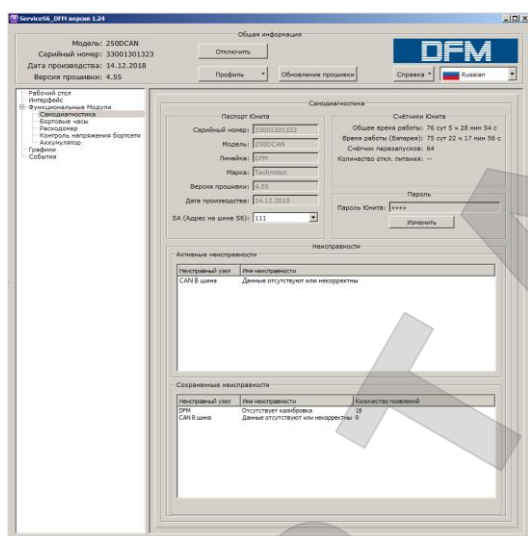 ServiceS6_DFM версия 1.24
Общая информация
Модель: 250DCAN
Серийный номер: 33001301323
Дата производства: 14.12.2018
Версия прошивки: 4.55
Отключить
Профиль
Обновление прошивки
DFM
Справка
Russian
Рабочий стол
Интерфейс
Функциональные Модули
Самодиагностика
Бортовые часы
Расходомер
Контроль напряжения бортсети
Аккумулятор
Графики
События
Самодиагностика
Паспорт Юнита
Серийный номер: 33001301323
Модель: 250DCAN
Линейка: DFM
Марка: Technoton
Версия прошивки: 4.55
Дата производства: 14.12.2018
SA (Адрес на шине S6): 111
Счётчики Юнита
Общее время работы: 76 сут 5 ч 28 мин 54 с
Время работы (Батарея): 75 сут 22 ч 17 мин 56 с
Счётчик перезапусков: 64
Количество откл. питания: --
Пароль
Пароль Юнита: ****
Изменить
Неисправности
Активные неисправности
Неисправный узел Имя неисправности
CAN B шина Данные отсутствуют или некорректны
Сохраненные неисправности
Неисправный узел Имя неисправности Количество появлений
DFM Отсутствует калибровка 18
CAN B шина Данные отсутствуют или некорректны 9